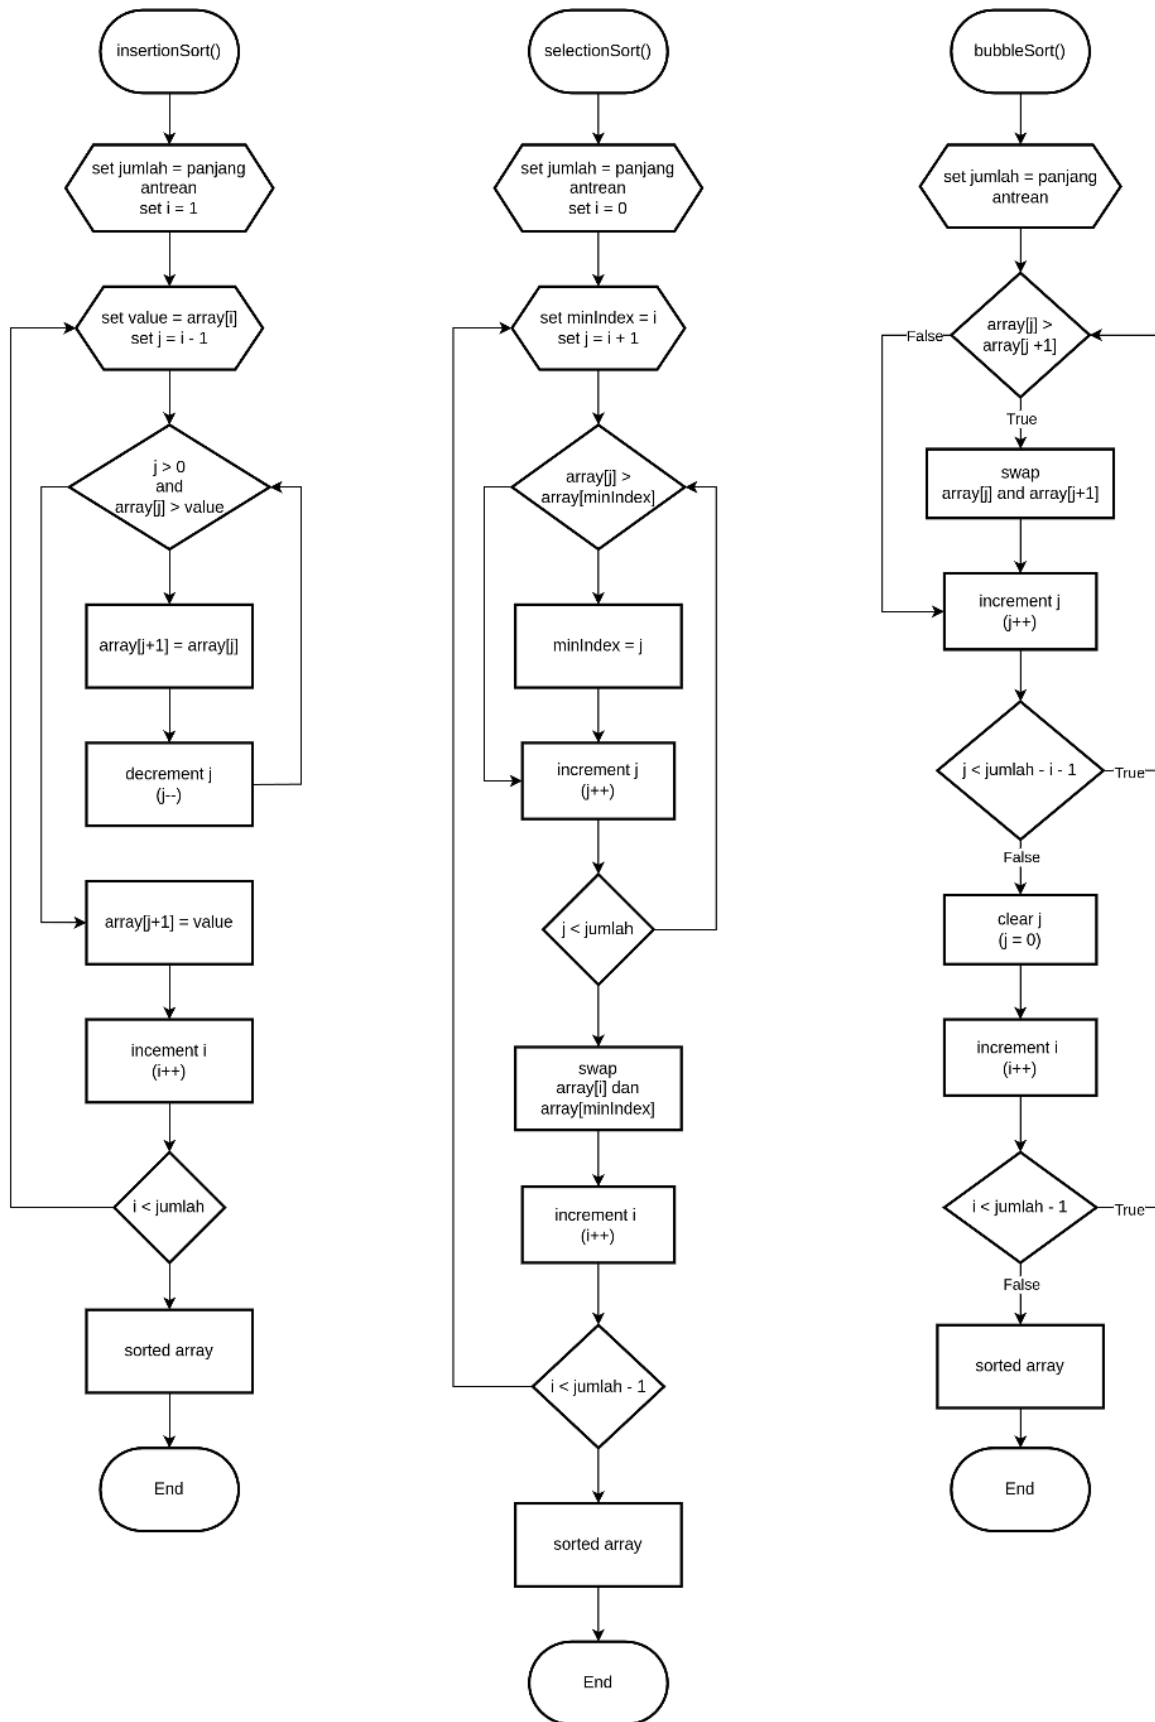 insertionSort()
set jumlah = panjang
antrean
set i = 1
set value = array[i]
set j = i - 1
j > 0
and
array[j] > value
array[j+1] = array[j]
decrement j
(j--)
array[j+1] = value
incement i
(i++)
i < jumlah
sorted array
End
selectionSort()
set jumlah = panjang
antrean
set i = 0
set minIndex = i
set j = i + 1
array[j] >
array[minIndex]
minIndex = j
increment j
(j++)
j < jumlah
swap
array[i] dan
array[minIndex]
increment i
(i++)
i < jumlah - 1
sorted array
End
bubbleSort()
set jumlah = panjang
antrean
array[j] >
array[j +1]
False
True
swap
array[j] and array[j+1]
increment j
(j++)
j < jumlah - i - 1
True
False
clear j
(j = 0)
increment i
(i++)
i < jumlah - 1
True
False
sorted array
End